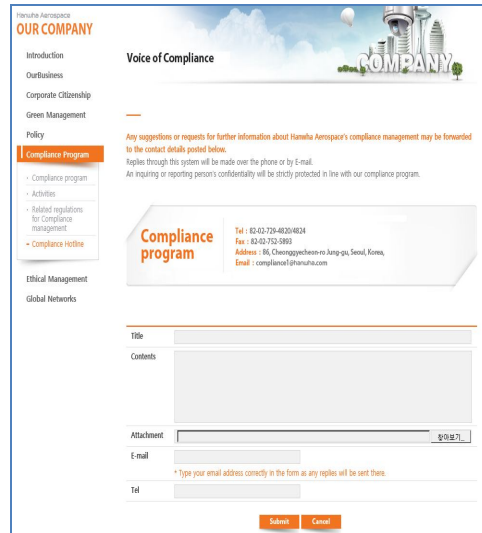 Hanwha Aerospace
OUR COMPANY
Introduction
OurBusiness
Corporate Citizenship
Green Management
Policy
Compliance Program
Compliance program
Activities
Related regulations
for Compliance
management
Compliance Hotline
Ethical Management
Global Networks
Voice of Compliance
COMPANY
Any suggestions or requests for further information about Hanwha Aerospace's compliance management may be forwarded
to the contact details posted below.
Replies through this system will be made over the phone or by E-mail.
An inquiring or reporting person's confidentiality will be strictly protected in line with our compliance program.
Compliance
program
Tel : 82-02-729-4820/4824
Fax : 82-02-752-5893
Address : 86, Cheonggyecheon-ro Jung-gu, Seoul, Korea,
Email : compliance1@hanwha.com
Title
Contents
Attachment
찾아보기...
E-mail
* Type your email address correctly in the form as any replies will be sent there.
Tel
Submit
Cancel